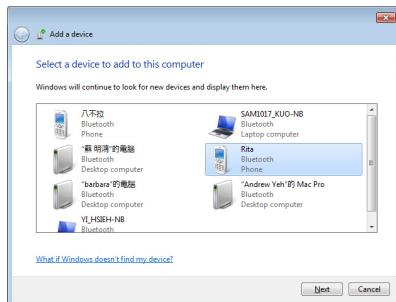 Add a device
Select a device to add to this computer
Windows will continue to look for new devices and display them here.
八不拉
Bluetooth
Phone
SAM1017_KUO-NB
Bluetooth
Laptop computer
"蘇 明鴻"的電腦
Bluetooth
Desktop computer
Rita
Bluetooth
Phone
"barbara"的電腦
Bluetooth
Desktop computer
"Andrew Yeh"的 Mac Pro
Bluetooth
Desktop computer
YI_HSIEH-NB
Bluetooth
What if Windows doesn't find my device?
Next
Cancel